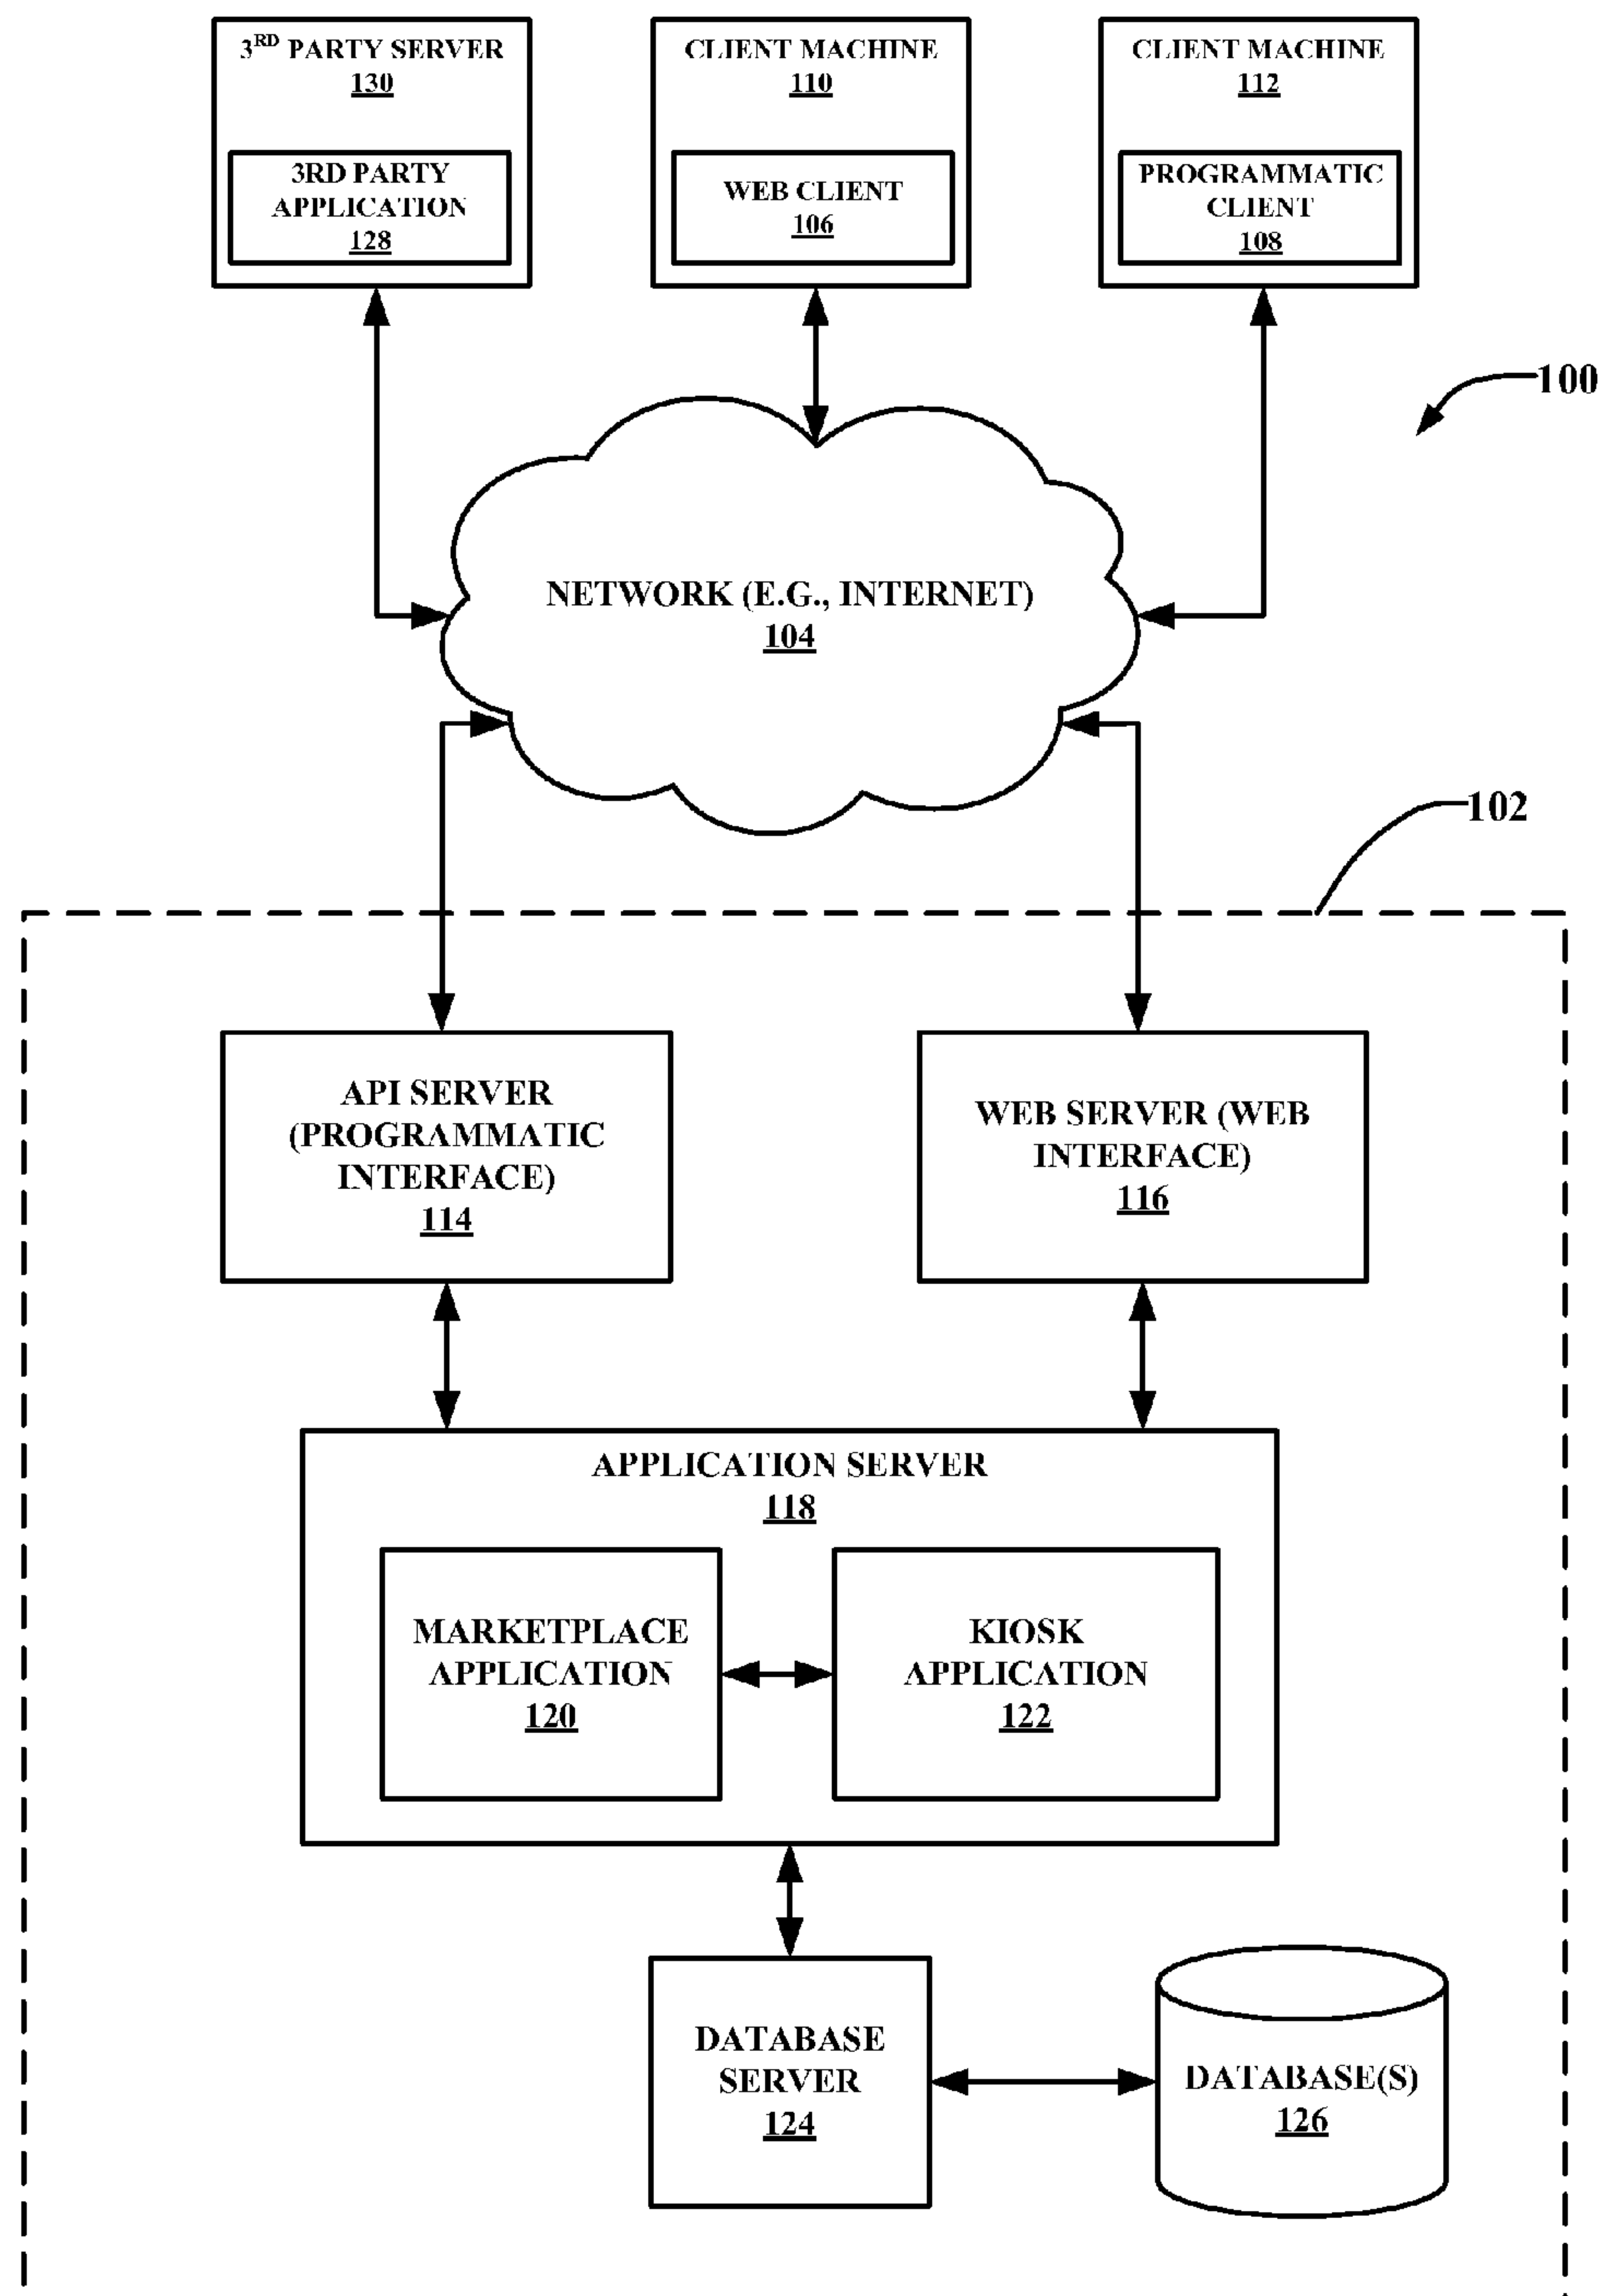 3RD PARTY SERVER
130
3RD PARTY
APPLICATION
128
CLIENT MACHINE
110
WEB CLIENT
106
CLIENT MACHINE
112
PROGRAMMATIC
CLIENT
108
100
NETWORK (E.G., INTERNET)
104
102
API SERVER
(PROGRAMMATIC
INTERFACE)
114
WEB SERVER (WEB
INTERFACE)
116
APPLICATION SERVER
118
MARKETPLACE
APPLICATION
120
KIOSK
APPLICATION
122
DATABASE
SERVER
124
DATABASE(S)
126